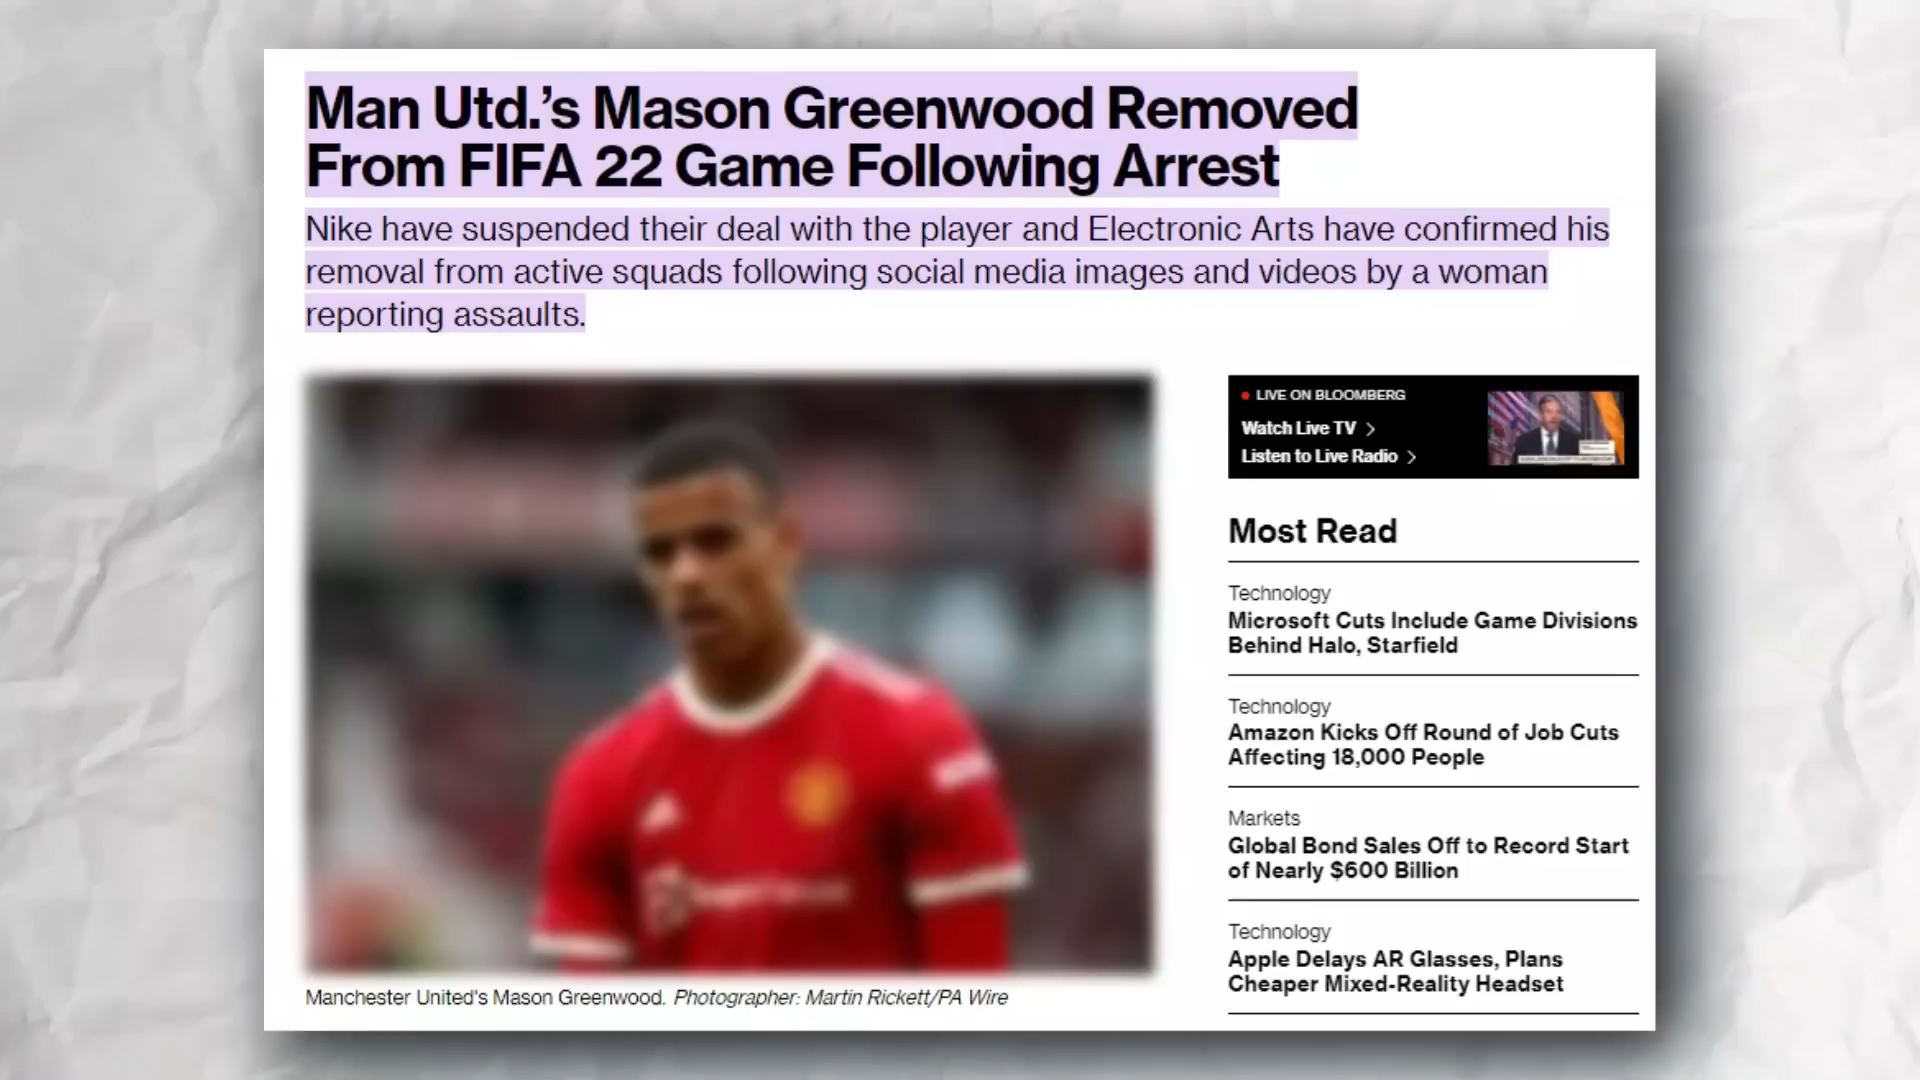 Man Utd.’s Mason Greenwood Removed
From FIFA 22 Game Following Arrest
Nike have suspended their deal with the player and Electronic Arts have confirmed his
removal from active squads following social media images and videos by a woman
reporting assaults.
Manchester United's Mason Greenwood. Photographer: Martin Rickett/PA Wire
LIVE ON BLOOMBERG
Watch Live TV
Listen to Live Radio
Most Read
Technology
Microsoft Cuts Include Game Divisions
Behind Halo, Starfield
Technology
Amazon Kicks Off Round of Job Cuts
Affecting 18,000 People
Markets
Global Bond Sales Off to Record Start
of Nearly $600 Billion
Technology
Apple Delays AR Glasses, Plans
Cheaper Mixed-Reality Headset